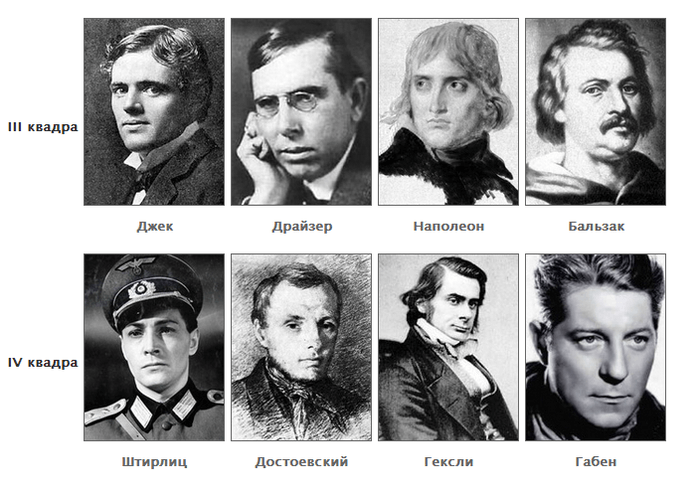 III квадра
Джек
Драйзер
Наполеон
Бальзак
IV квадра
Штирлиц
Достоевский
Гексли
Габен